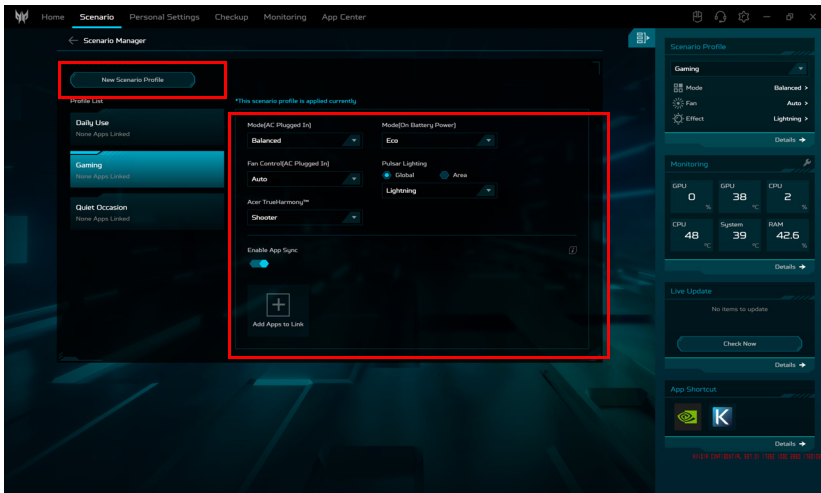 Home Scenario Personal Settings Checkup Monitoring App Center
Scenario Manager
New Scenario Profile
Profile List
*This scenario profile is applied currently
Daily Use
None Apps Linked
Gaming
None Apps Linked
Quiet Occasion
None Apps Linked
Mode(AC Plugged In)
Balanced
Mode(On Battery Power)
Eco
Fan Control(AC Plugged In)
Auto
Pulsar Lighting
Global Area
Lightning
Acer TrueHarmony™
Shooter
Enable App Sync
Add Apps to Link
Scenario Profile
Gaming
Mode Balanced >
Fan Auto >
Effect Lightning >
Details →
Monitoring
GPU
0
%
GPU
38
°C
CPU
2
%
CPU
48
°C
System
39
°C
RAM
42.6
%
Details →
Live Update
No items to update
Check Now
Details →
App Shortcut
K
Details →